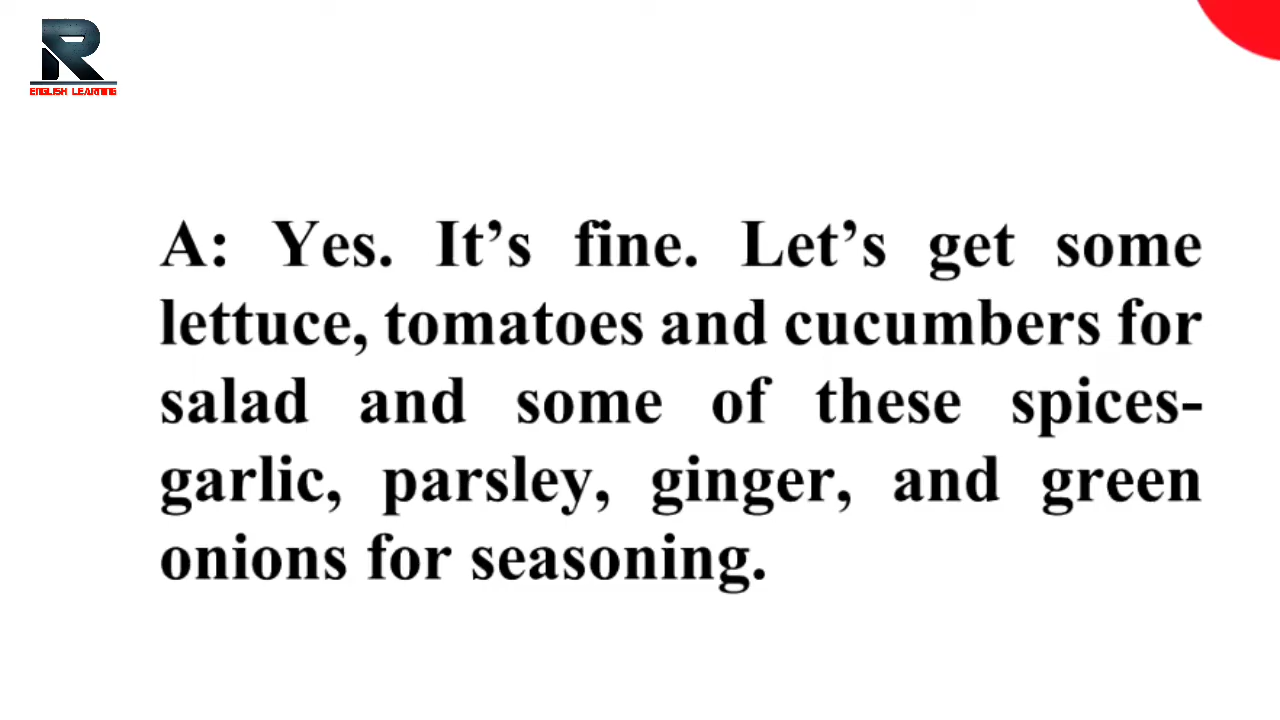 R
ENGLISH LEARNING
A: Yes. It’s fine. Let’s get some
lettuce, tomatoes and cucumbers for
salad and some of these spices-
garlic, parsley, ginger, and green
onions for seasoning.